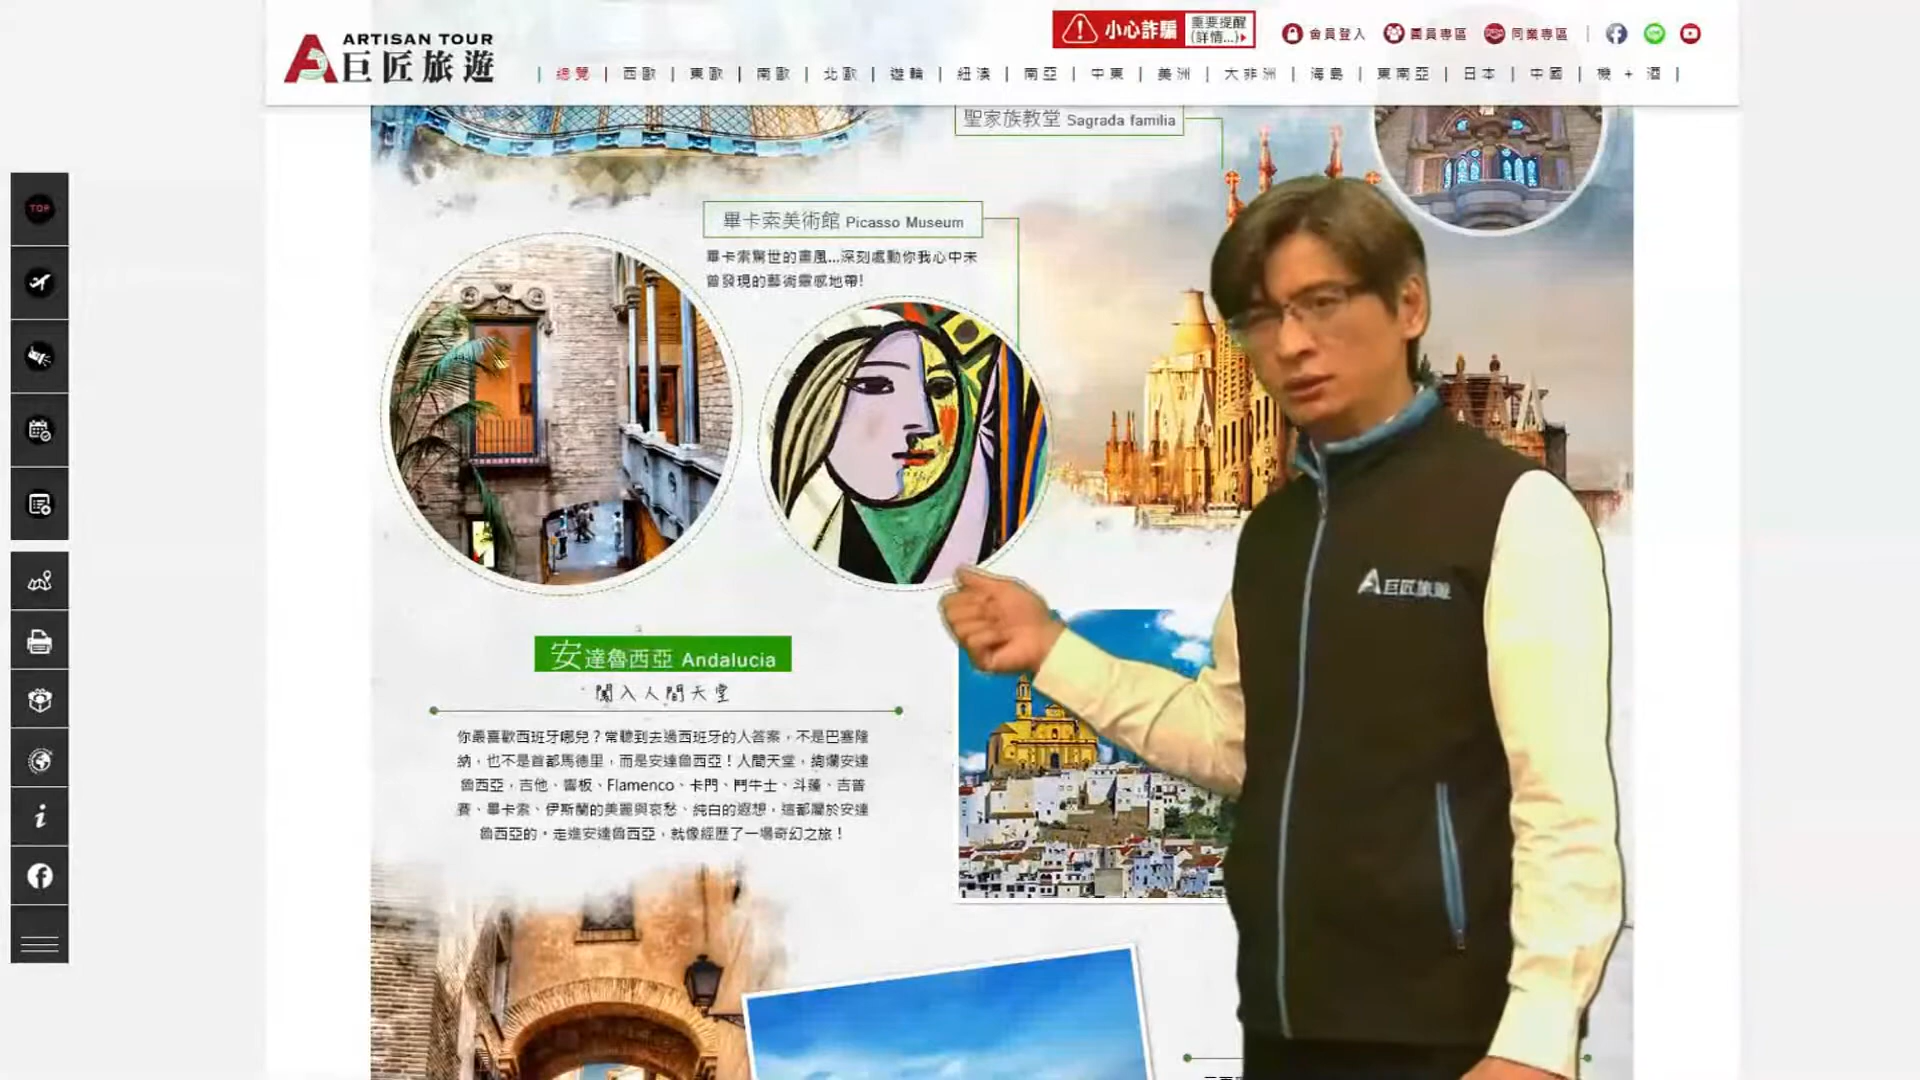 ARTISAN TOUR
巨匠旅遊
小心詐騙
重要提醒
(詳情...)
會員登入
團員專區
同業專區
總覽 | 西歐 | 東歐 | 南歐 | 北歐 | 遊輪 | 紐澳 | 南亞 | 中東 | 美洲 | 大非洲 | 海島 | 東南亞 | 日本 | 中國 | 機 + 酒
TOP
聖家族教堂 Sagrada familia
畢卡索美術館 Picasso Museum
畢卡索驚世的畫風...深刻處動你我心中未
曾發現的藝術靈感地帶!
巨匠旅遊
安達魯西亞 Andalucia
闖入人間天堂
你最喜歡西班牙哪兒？常聽到去過西班牙的人答案，不是巴塞隆
納，也不是首都馬德里，而是安達魯西亞！人間天堂，絢爛安達
魯西亞，吉他、響板、Flamenco、卡門、鬥牛士、斗篷、吉普
賽、畢卡索、伊斯蘭的美麗與哀愁、純白的遐想，這都屬於安達
魯西亞的。走進安達魯西亞，就像經歷了一場奇幻之旅！